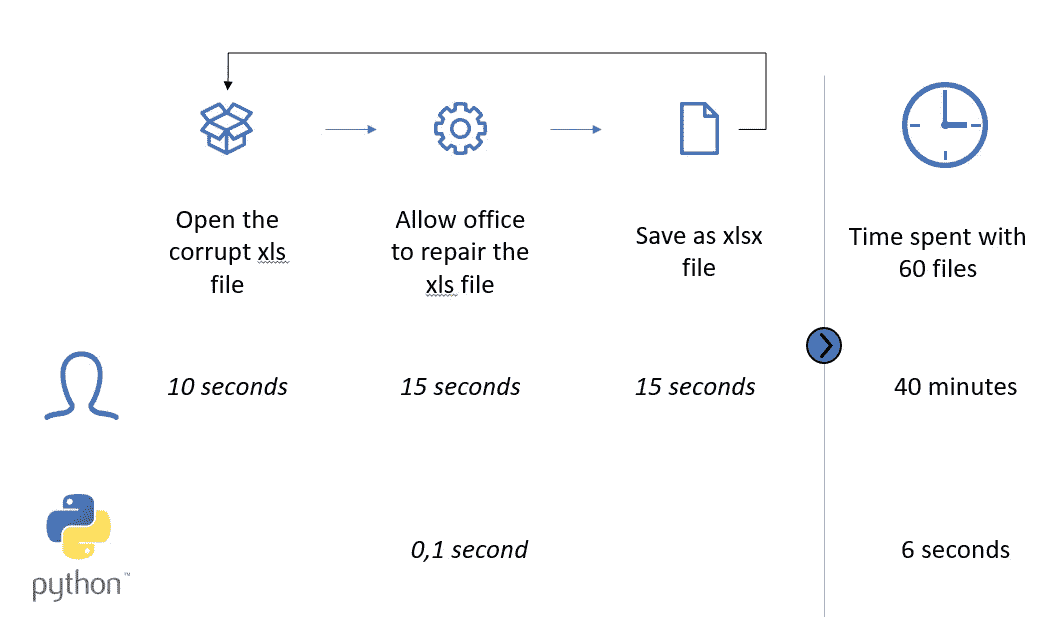 Open the
corrupt xls
file
Allow office
to repair the
xls file
Save as xlsx
file
Time spent with
60 files
10 seconds
15 seconds
15 seconds
40 minutes
python™
0,1 second
6 seconds